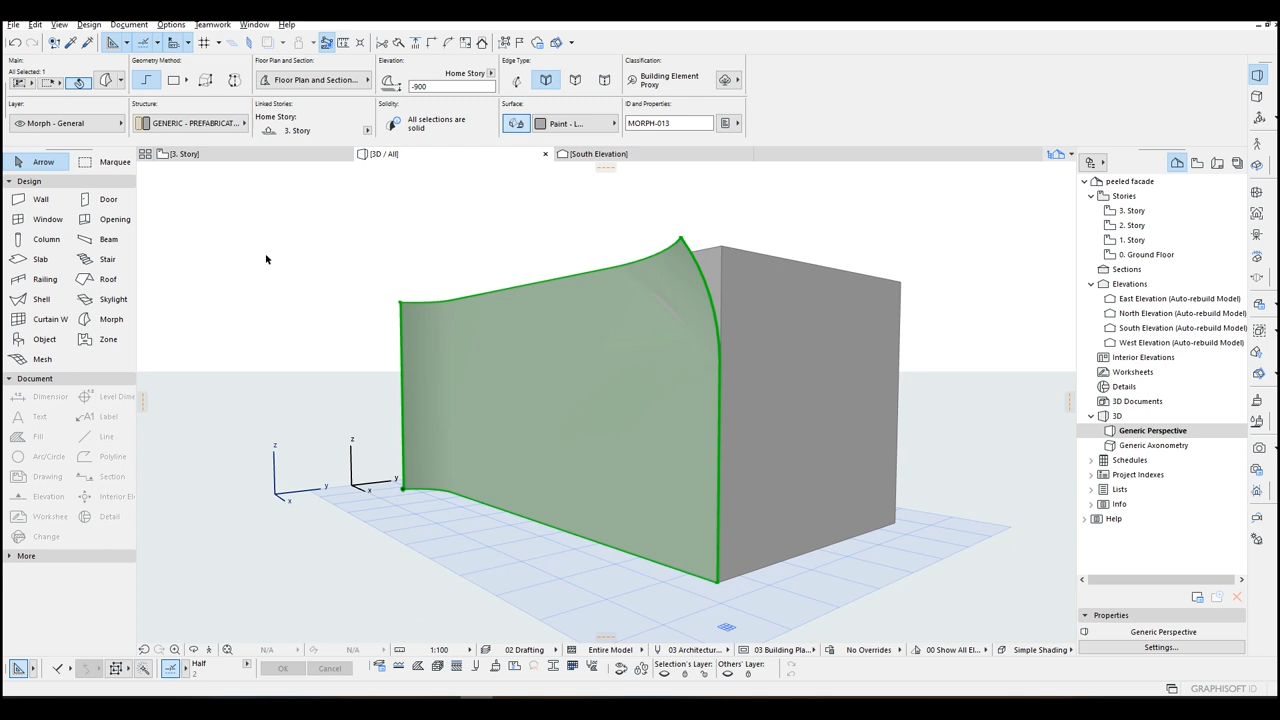 File Edit View Design Document Options Teamwork Window Help
Main: Geometry Method: Floor Plan and Section: Elevation: Edge Type: Classification:
All Selected: 1
Floor Plan and Section...
Home Story
-900
Building Element
Proxy
Layer: Structure: Linked Stories: Solidity: Surface: ID and Properties:
Morph - General
GENERIC - PREFABRICAT...
Home Story:
3. Story
All selections are
solid
Paint - L...
MORPH-013
Arrow Marquee
[3. Story] [3D / All] [South Elevation]
Design
Wall Door
Window Opening
Column Beam
Slab Stair
Railing Roof
Shell Skylight
Curtain W Morph
Object Zone
Mesh
Document
Dimension Level Dime
Text Label
Fill Line
Arc/Circle Polyline
Drawing Section
Elevation Interior El
Workshee Detail
Change
More
z
y
x
z
y
x
peeled facade
Stories
3. Story
2. Story
1. Story
0. Ground Floor
Sections
Elevations
East Elevation (Auto-rebuild Model)
North Elevation (Auto-rebuild Model)
South Elevation (Auto-rebuild Model)
West Elevation (Auto-rebuild Model)
Interior Elevations
Worksheets
Details
3D Documents
3D
Generic Perspective
Generic Axonometry
Schedules
Project Indexes
Lists
Info
Help
Properties
Generic Perspective
Settings...
N/A N/A 1:100 02 Drafting Entire Model 03 Architectur... 03 Building Pla... No Overrides 00 Show All El... Simple Shading
Half
2
OK Cancel
Selection's Layer: Others' Layer:
GRAPHISOFT ID